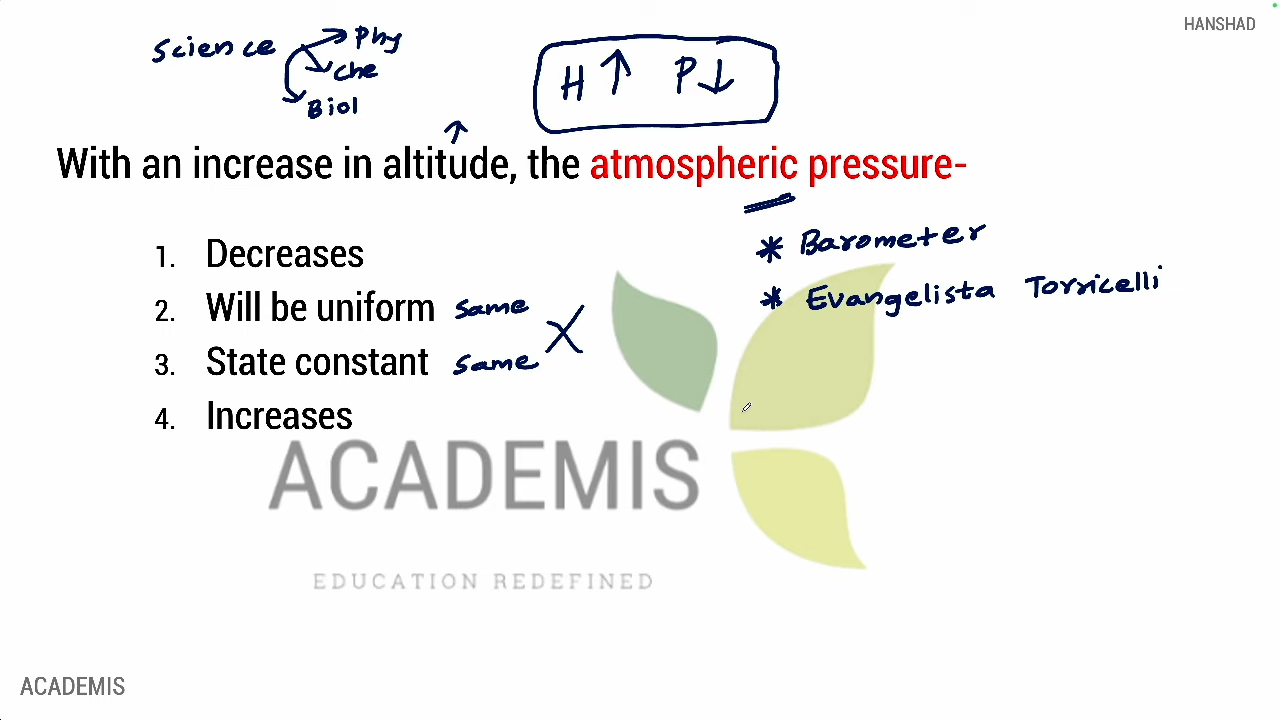 HANSHAD
Science Phy
Che
Biol
H ↑ P ↓
With an increase in altitude, the atmospheric pressure-
* Barometer
* Evangelista Torricelli
1. Decreases
2. Will be uniform same
3. State constant same
4. Increases
ACADEMIS
EDUCATION REDEFINED
ACADEMIS